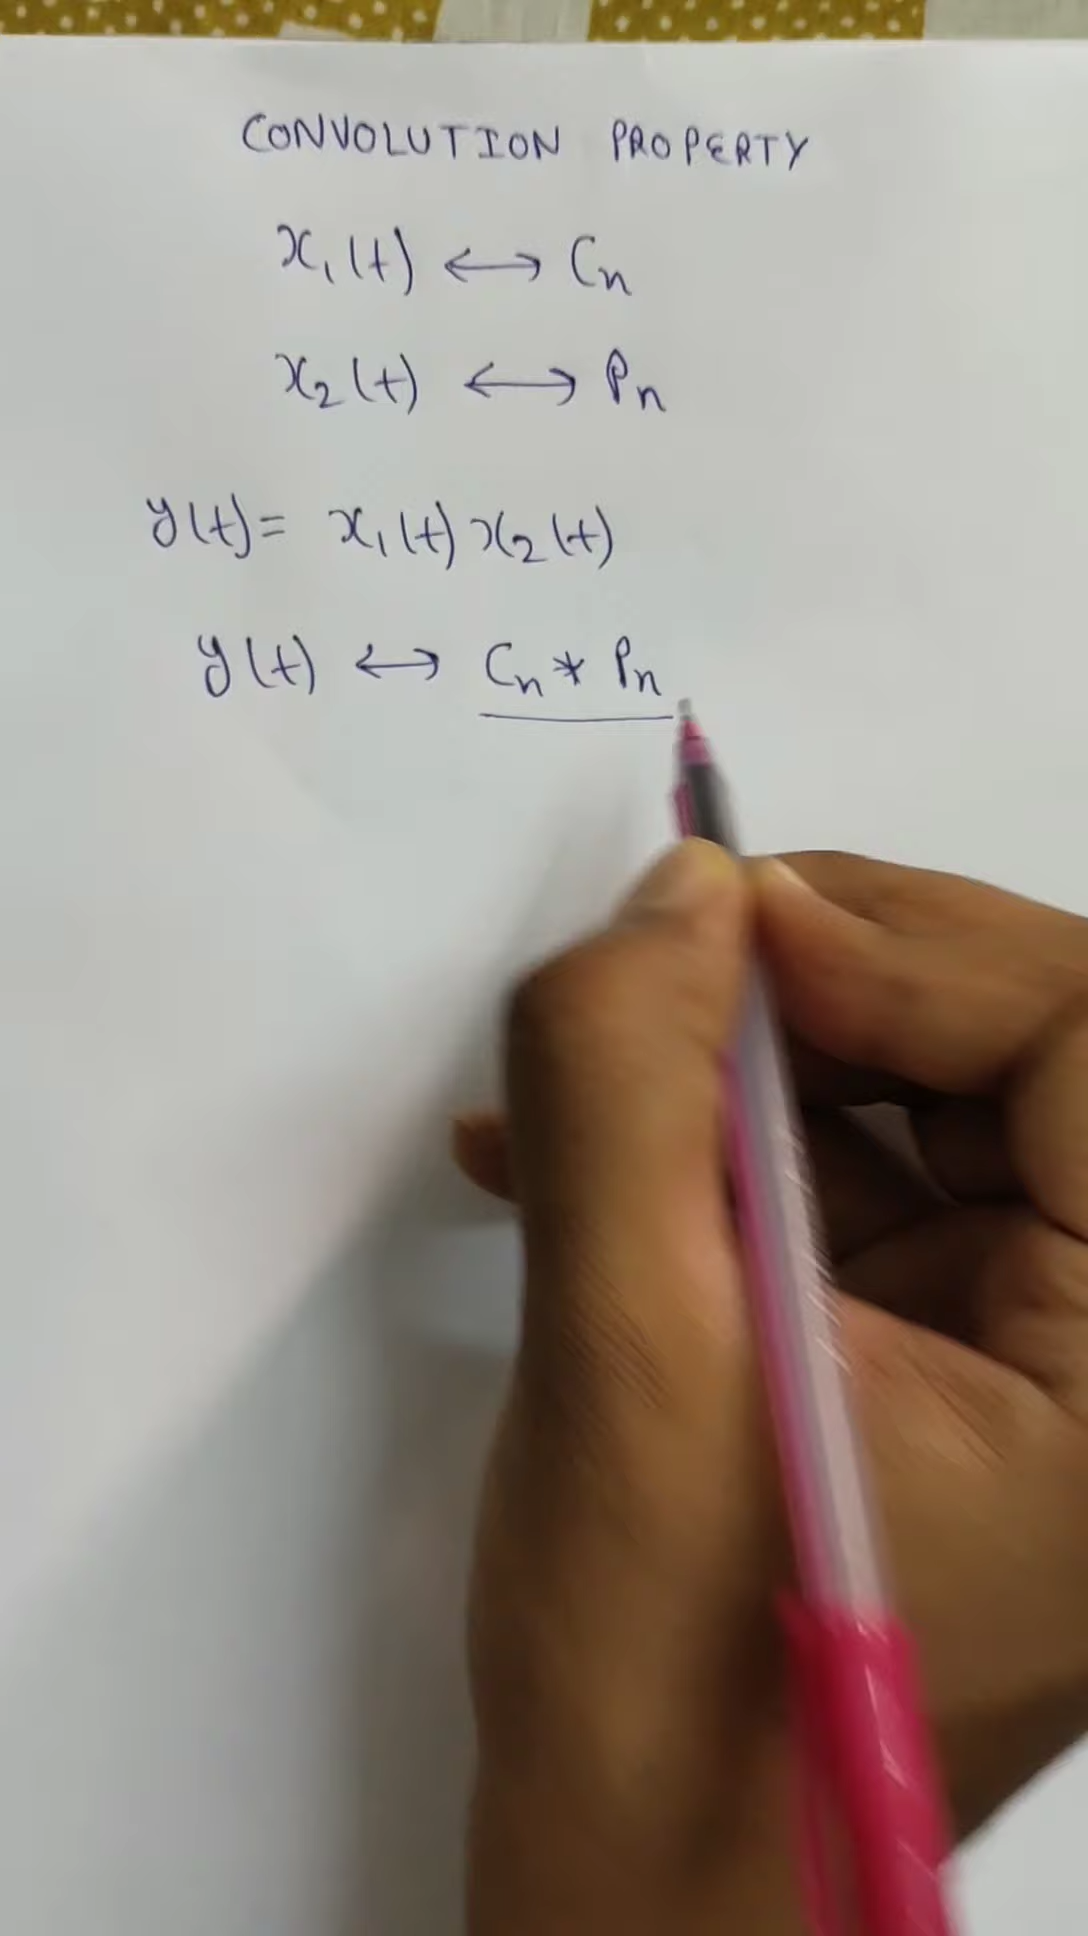 CONVOLUTION PROPERTY
x₁(t) ⟷ Cₙ
x₂(t) ⟷ Pₙ
y(t) = x₁(t) x₂(t)
y(t) ⟷ Cₙ * Pₙ